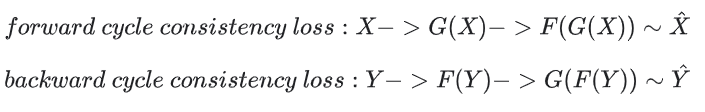 forward cycle consistency loss : X− > G(X)− > F(G(X)) ∼ X̂
backward cycle consistency loss : Y− > F(Y)− > G(F(Y)) ∼ Ŷ